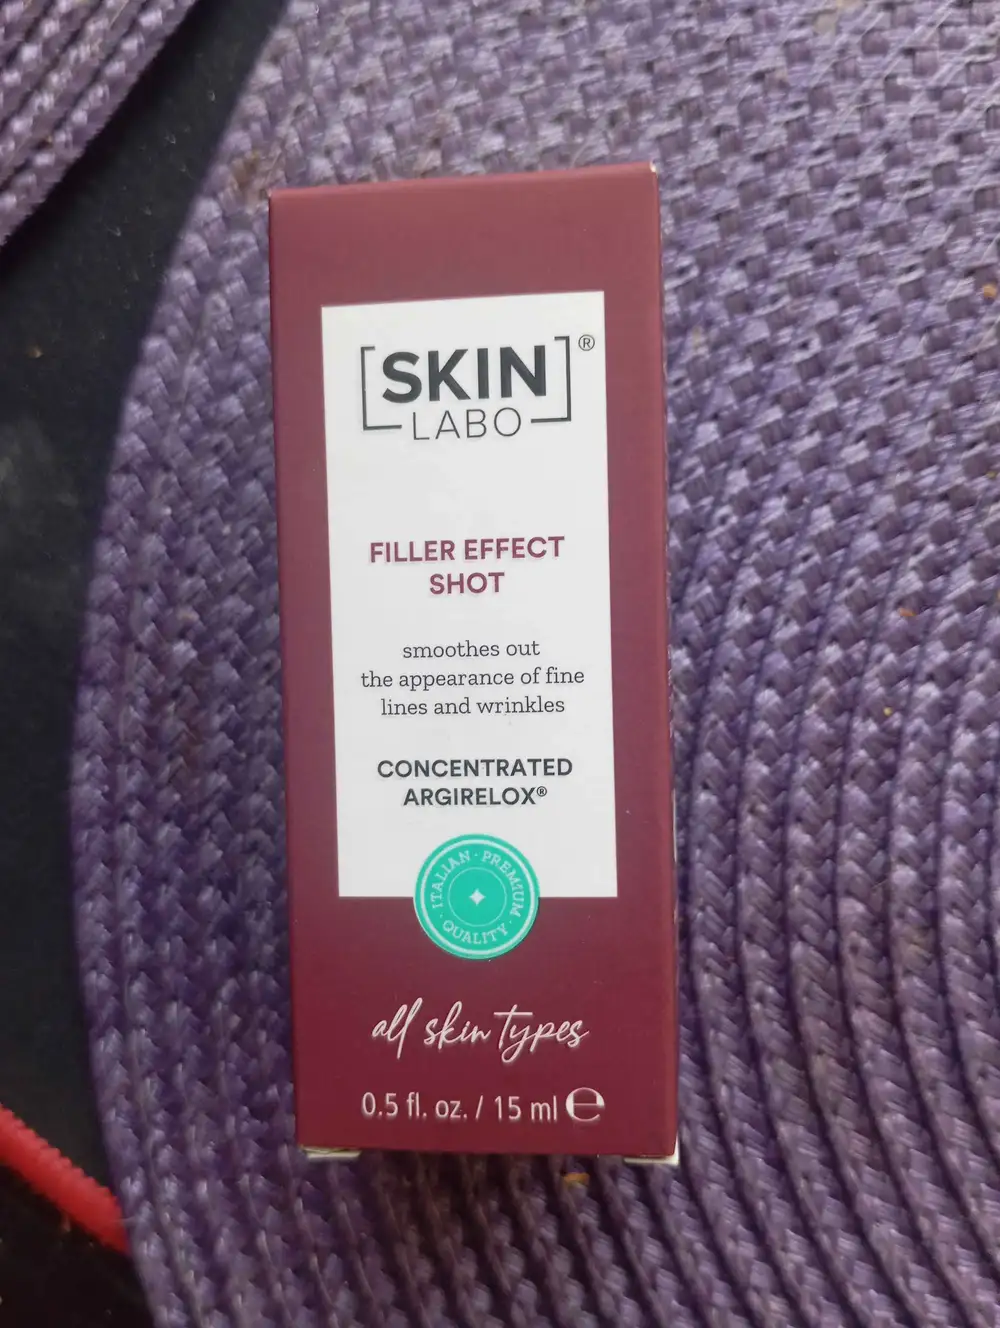 [SKIN]®
LABO
FILLER EFFECT
SHOT
smoothes out
the appearance of fine
lines and wrinkles
CONCENTRATED
ARGIRELOX®
ITALIAN · PREMIUM · QUALITY ·
all skin types
0.5 fl. oz. / 15 ml ℮